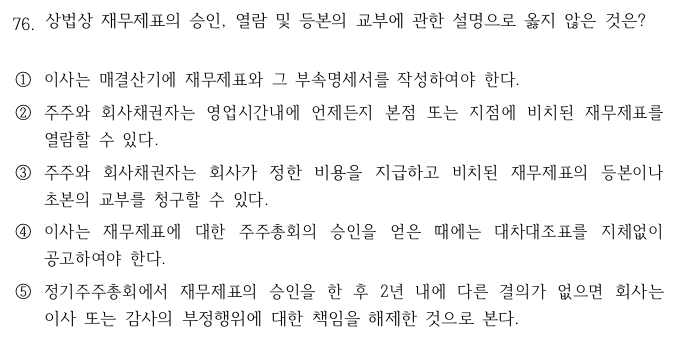 76. 상법상 재무제표의 승인, 열람 및 등본의 교부에 관한 설명으로 옳지 않은 것은?
① 이사는 매결산기에 재무제표와 그 부속명세서를 작성하여야 한다.
② 주주와 회사채권자는 영업시간내에 언제든지 본점 또는 지점에 비치된 재무제표를
열람할 수 있다.
③ 주주와 회사채권자는 회사가 정한 비용을 지급하고 비치된 재무제표의 등본이나
초본의 교부를 청구할 수 있다.
④ 이사는 재무제표에 대한 주주총회의 승인을 얻은 때에는 대차대조표를 지체없이
공고하여야 한다.
⑤ 정기주주총회에서 재무제표의 승인을 한 후 2년 내에 다른 결의가 없으면 회사는
이사 또는 감사의 부정행위에 대한 책임을 해제한 것으로 본다.